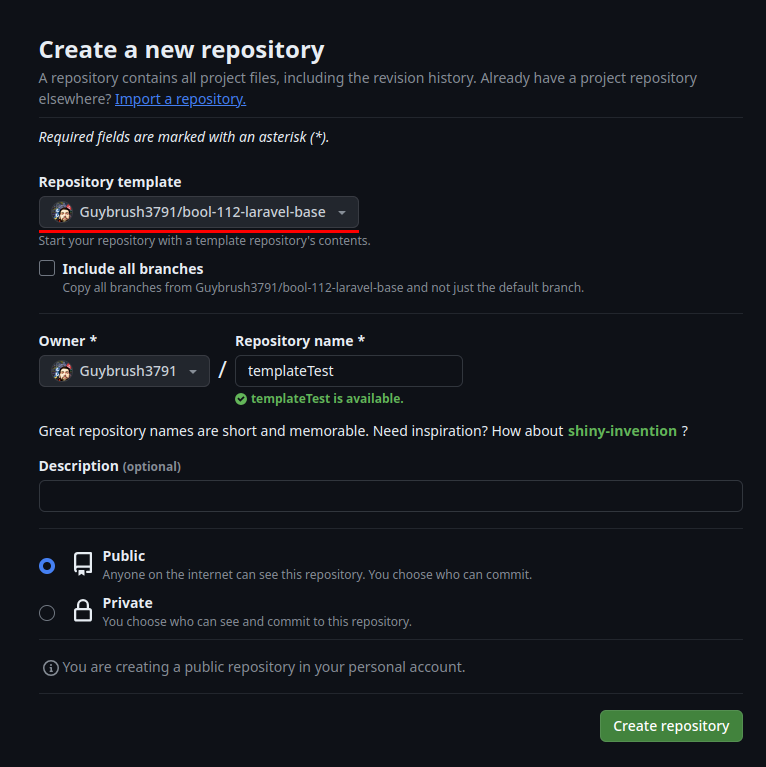 Create a new repository
A repository contains all project files, including the revision history. Already have a project repository
elsewhere? Import a repository.
Required fields are marked with an asterisk (*).
Repository template
Guybrush3791/bool-112-laravel-base
Start your repository with a template repository's contents.
Include all branches
Copy all branches from Guybrush3791/bool-112-laravel-base and not just the default branch.
Owner * Repository name *
Guybrush3791 / templateTest
templateTest is available.
Great repository names are short and memorable. Need inspiration? How about shiny-invention ?
Description (optional)
Public
Anyone on the internet can see this repository. You choose who can commit.
Private
You choose who can see and commit to this repository.
You are creating a public repository in your personal account.
Create repository